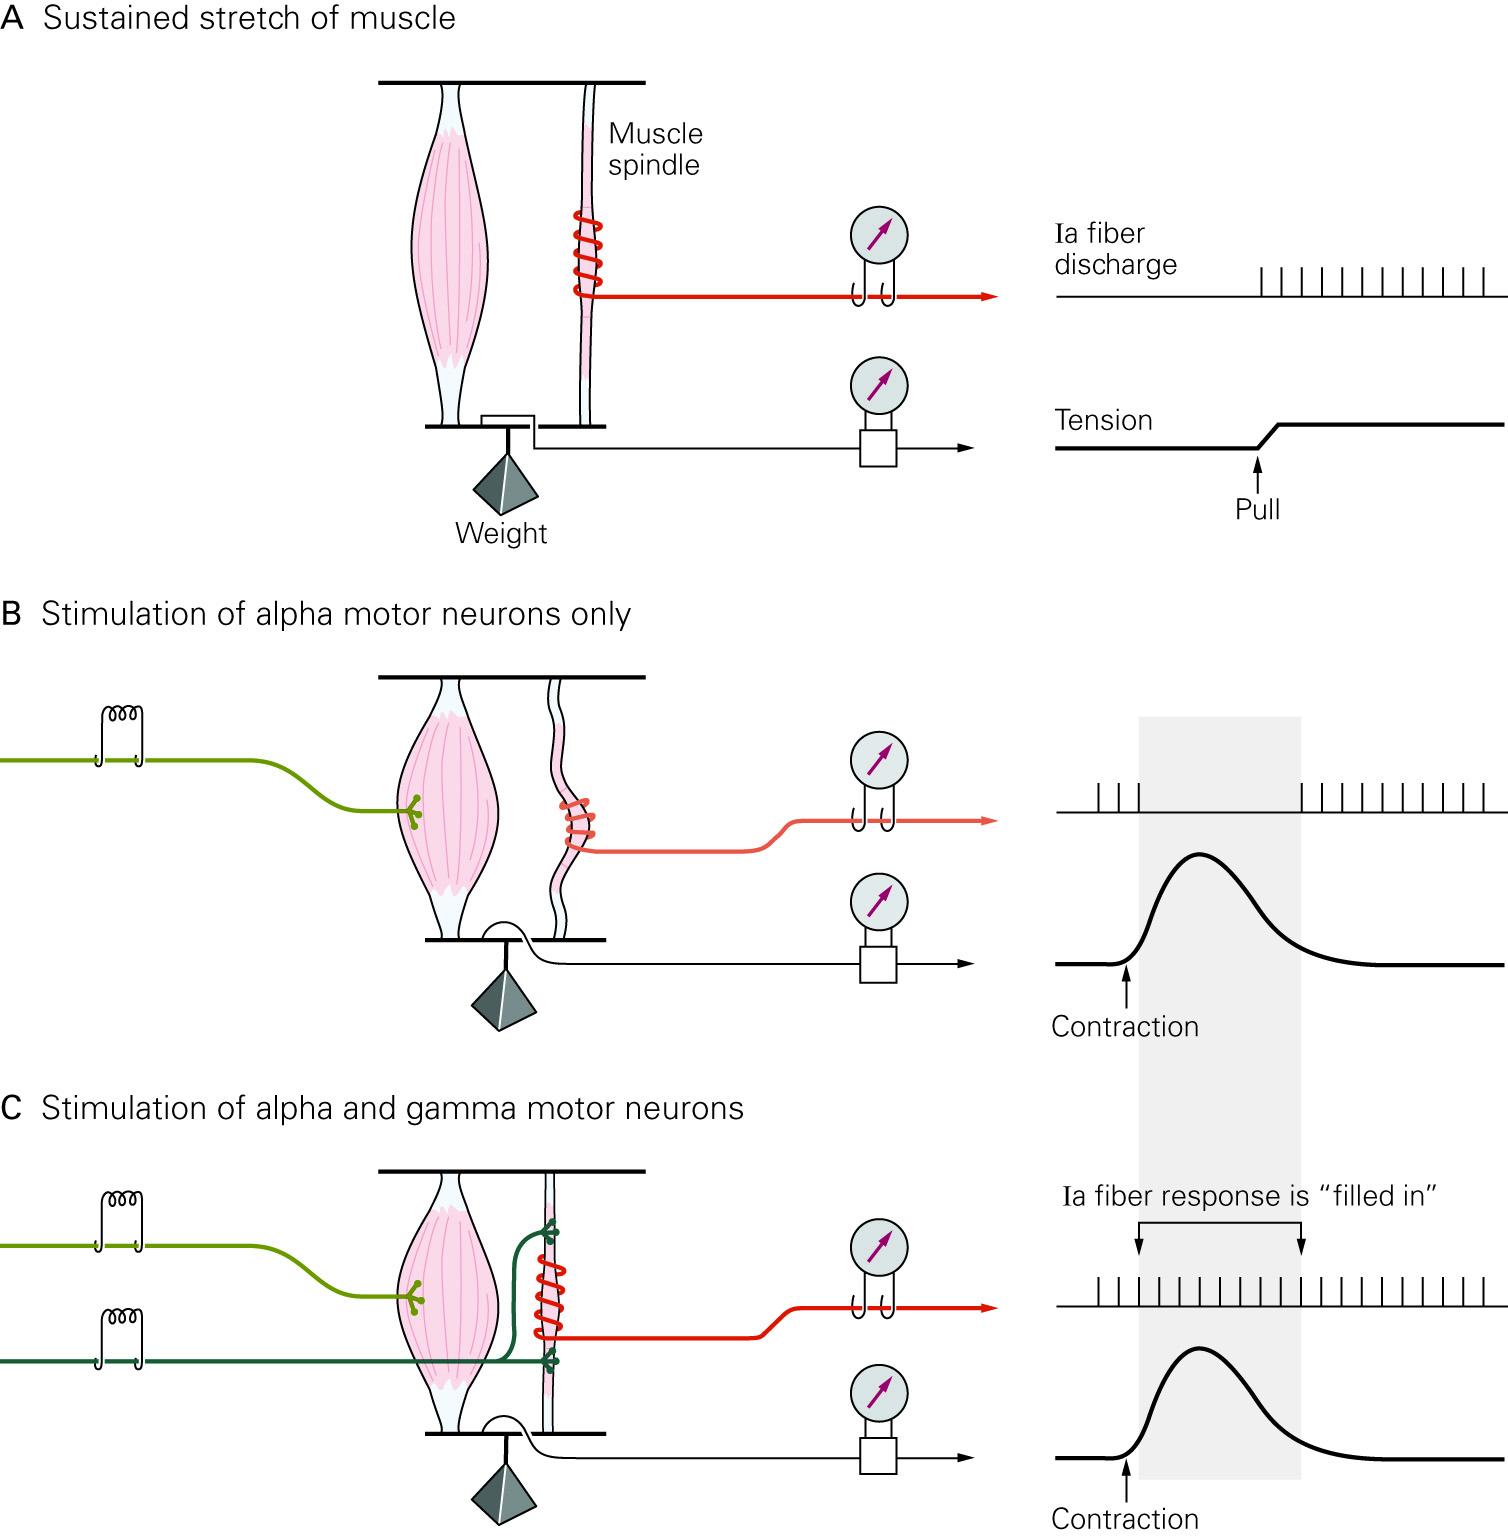 A Sustained stretch of muscle
Muscle
spindle
Ia fiber
discharge
Tension
Pull
Weight
B Stimulation of alpha motor neurons only
Contraction
C Stimulation of alpha and gamma motor neurons
Ia fiber response is “filled in”
Contraction